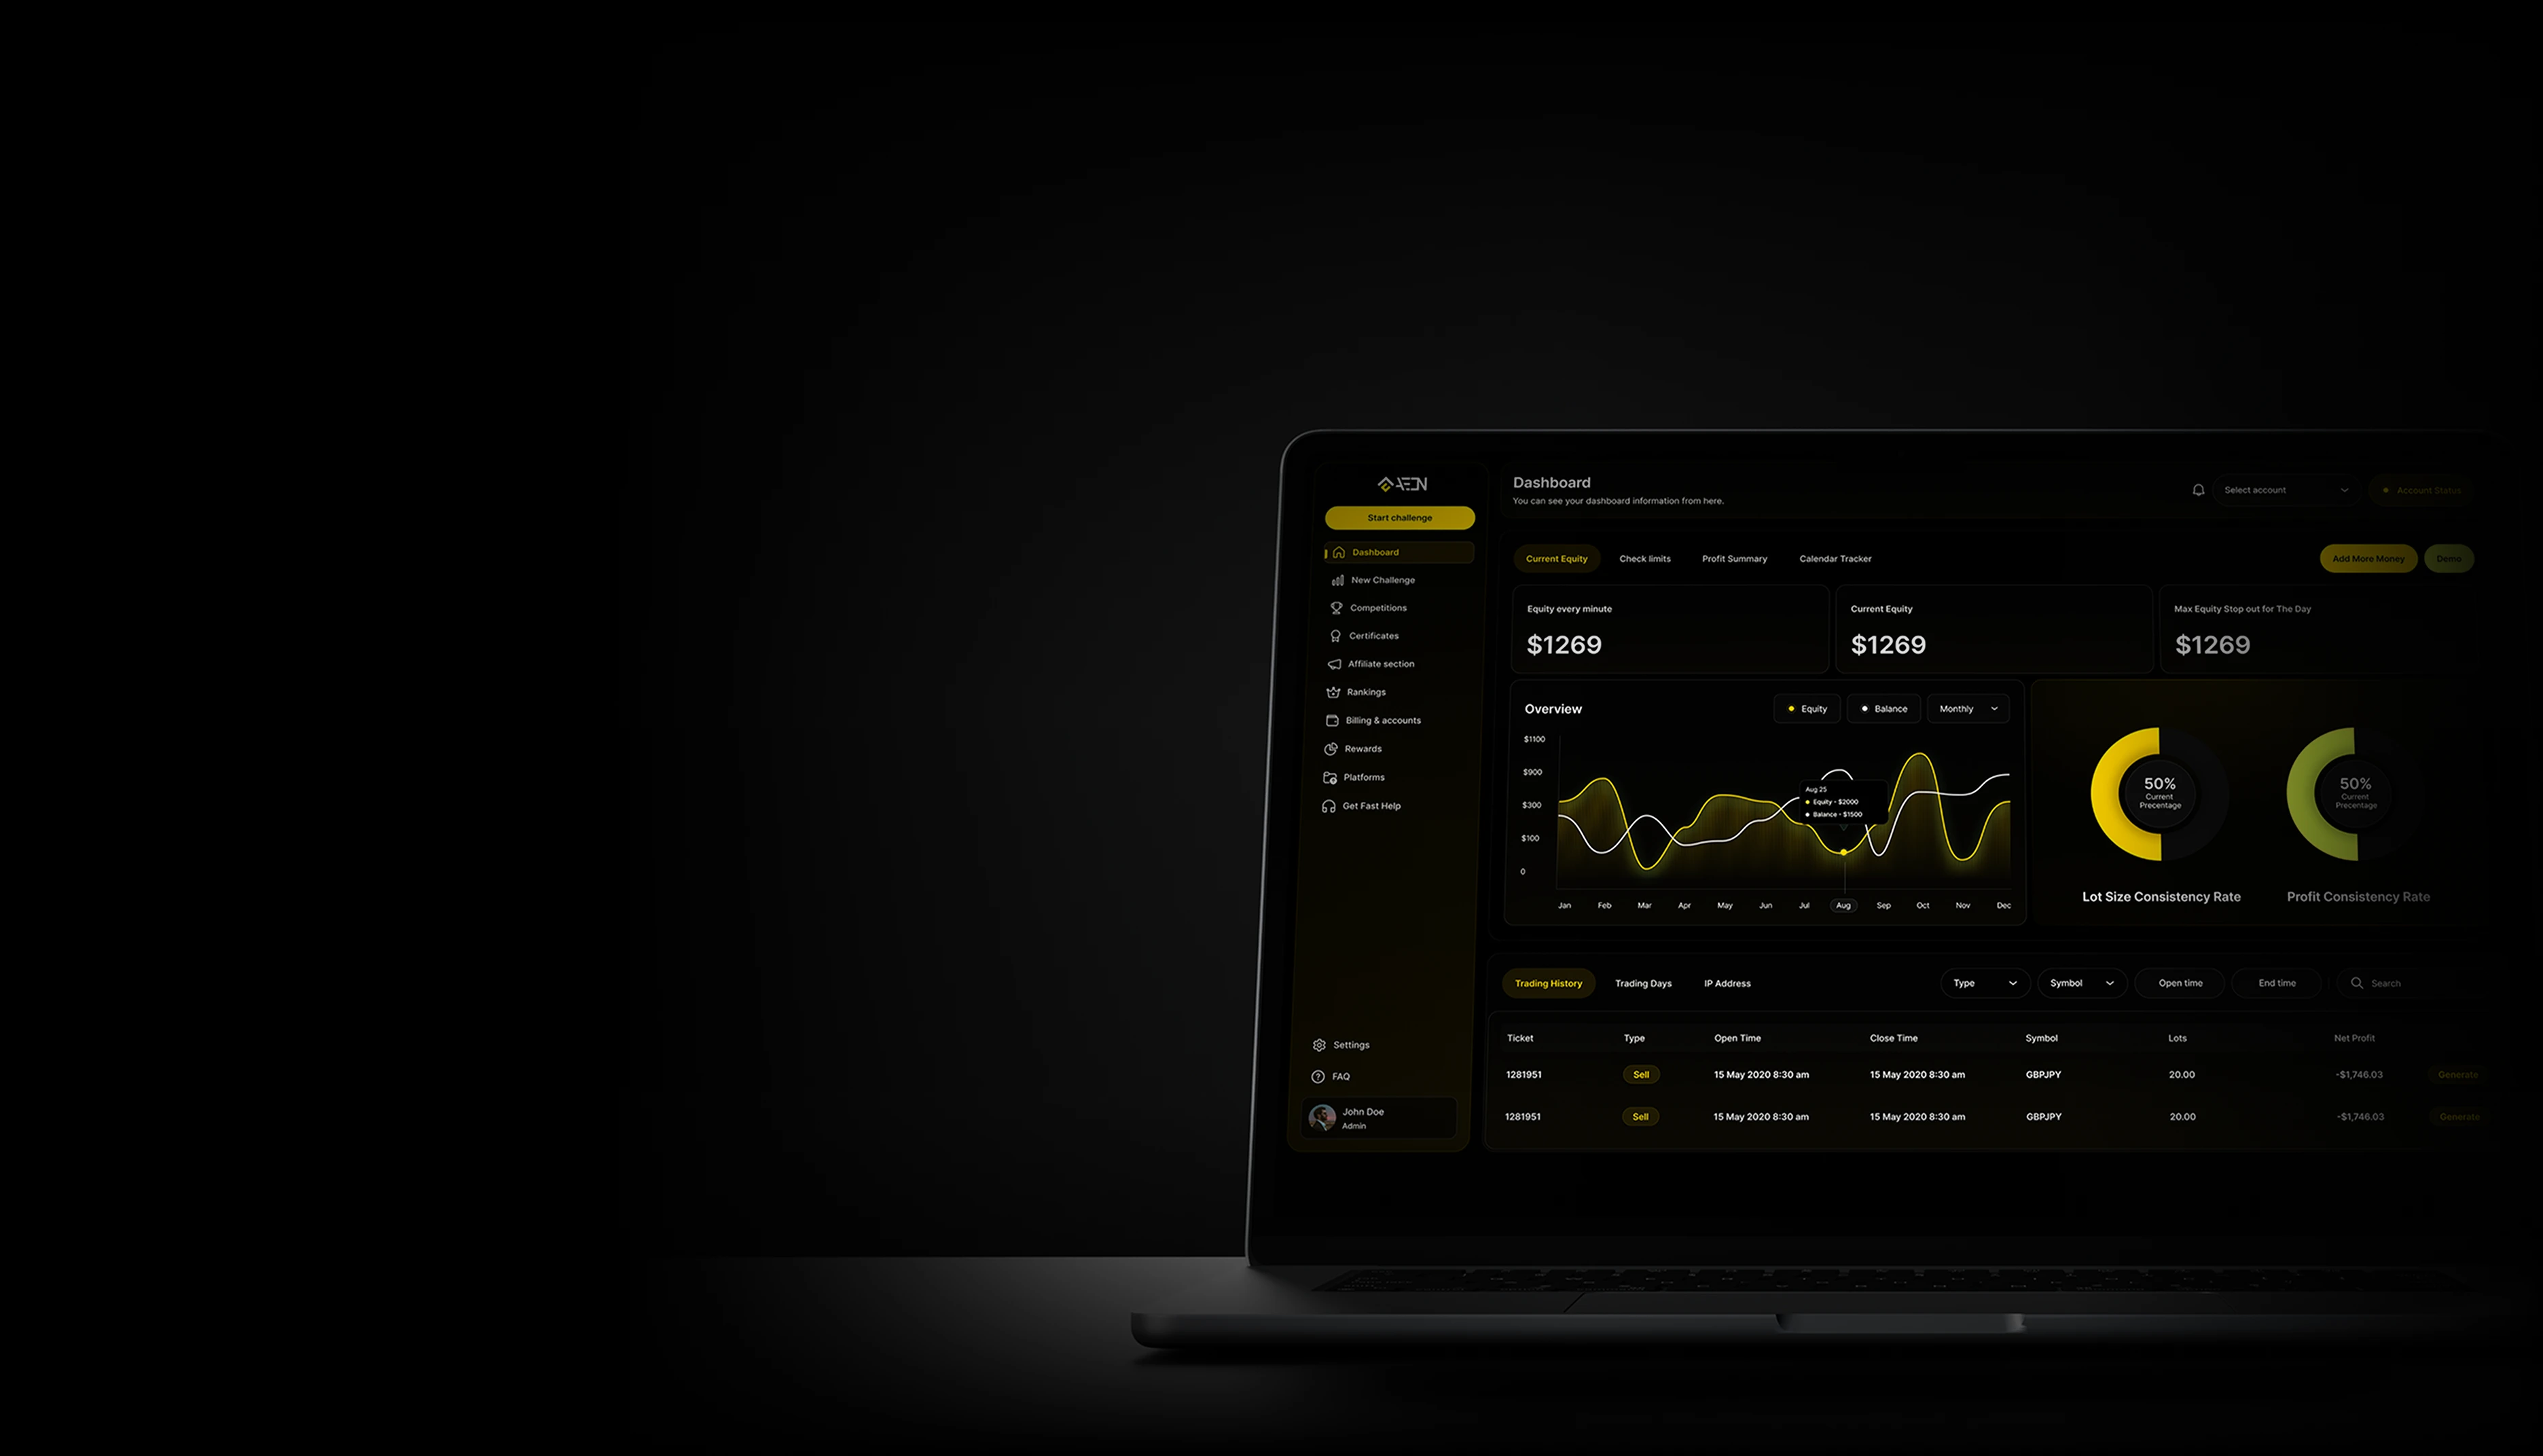 AEON
Start challenge
Dashboard
New Challenge
Competitions
Certificates
Affiliate section
Rankings
Billing & accounts
Rewards
Platforms
Get Fast Help
Settings
FAQ
John Doe
Admin
Dashboard
You can see your dashboard information from here.
Select account
Account Status
Current Equity
Check limits
Profit Summary
Calendar Tracker
Add More Money
Demo
Equity every minute
$1269
Current Equity
$1269
Max Equity Stop out for The Day
$1269
Overview
Equity
Balance
Monthly
$1100
$900
$300
$100
0
Aug 25
Equity - $2000
Balance - $1500
Jan Feb Mar Apr May Jun Jul Aug Sep Oct Nov Dec
50%
Current
Precentage
Lot Size Consistency Rate
50%
Current
Precentage
Profit Consistency Rate
Trading History
Trading Days
IP Address
Type
Symbol
Open time
End time
Search
Ticket Type Open Time Close Time Symbol Lots Net Profit
1281951 Sell 15 May 2020 8:30 am 15 May 2020 8:30 am GBPJPY 20.00 -$1,746.03 Generate
1281951 Sell 15 May 2020 8:30 am 15 May 2020 8:30 am GBPJPY 20.00 -$1,746.03 Generate